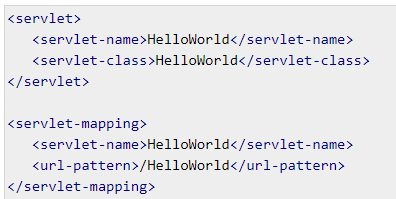 <servlet>
   <servlet-name>HelloWorld</servlet-name>
   <servlet-class>HelloWorld</servlet-class>
</servlet>

<servlet-mapping>
   <servlet-name>HelloWorld</servlet-name>
   <url-pattern>/HelloWorld</url-pattern>
</servlet-mapping>